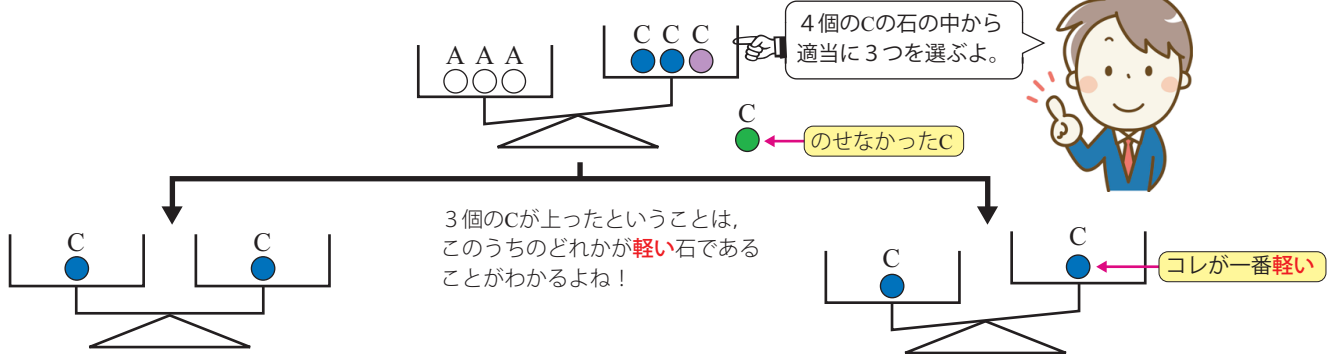 A A A
C C C
４個のCの石の中から
適当に３つを選ぶよ。
C
のせなかったC
３個のCが上ったということは,
このうちのどれかが軽い石である
ことがわかるよね！
C
C
C
C
コレが一番軽い